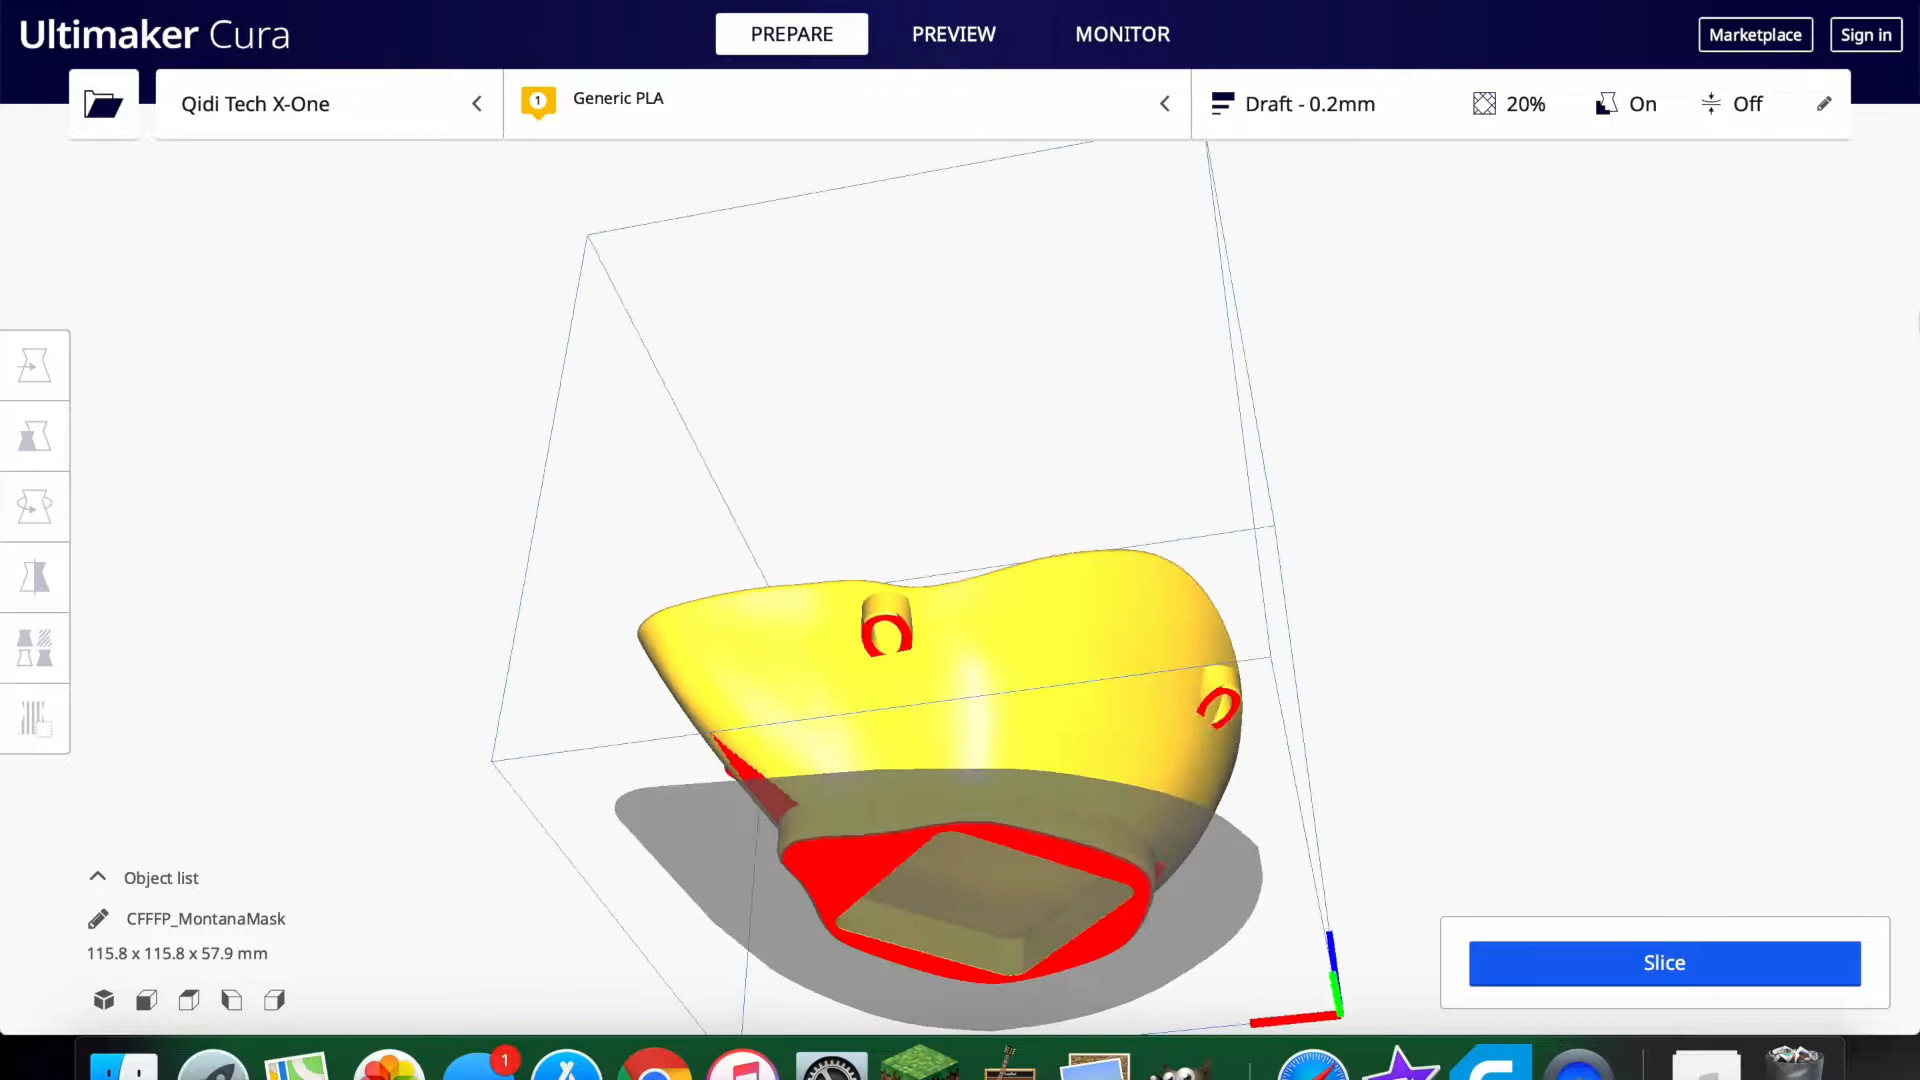 Ultimaker Cura
PREPARE
PREVIEW
MONITOR
Marketplace
Sign in
Qidi Tech X-One
1
Generic PLA
Draft - 0.2mm
20%
On
Off
Object list
CFFFP_MontanaMask
115.8 x 115.8 x 57.9 mm
Slice
1